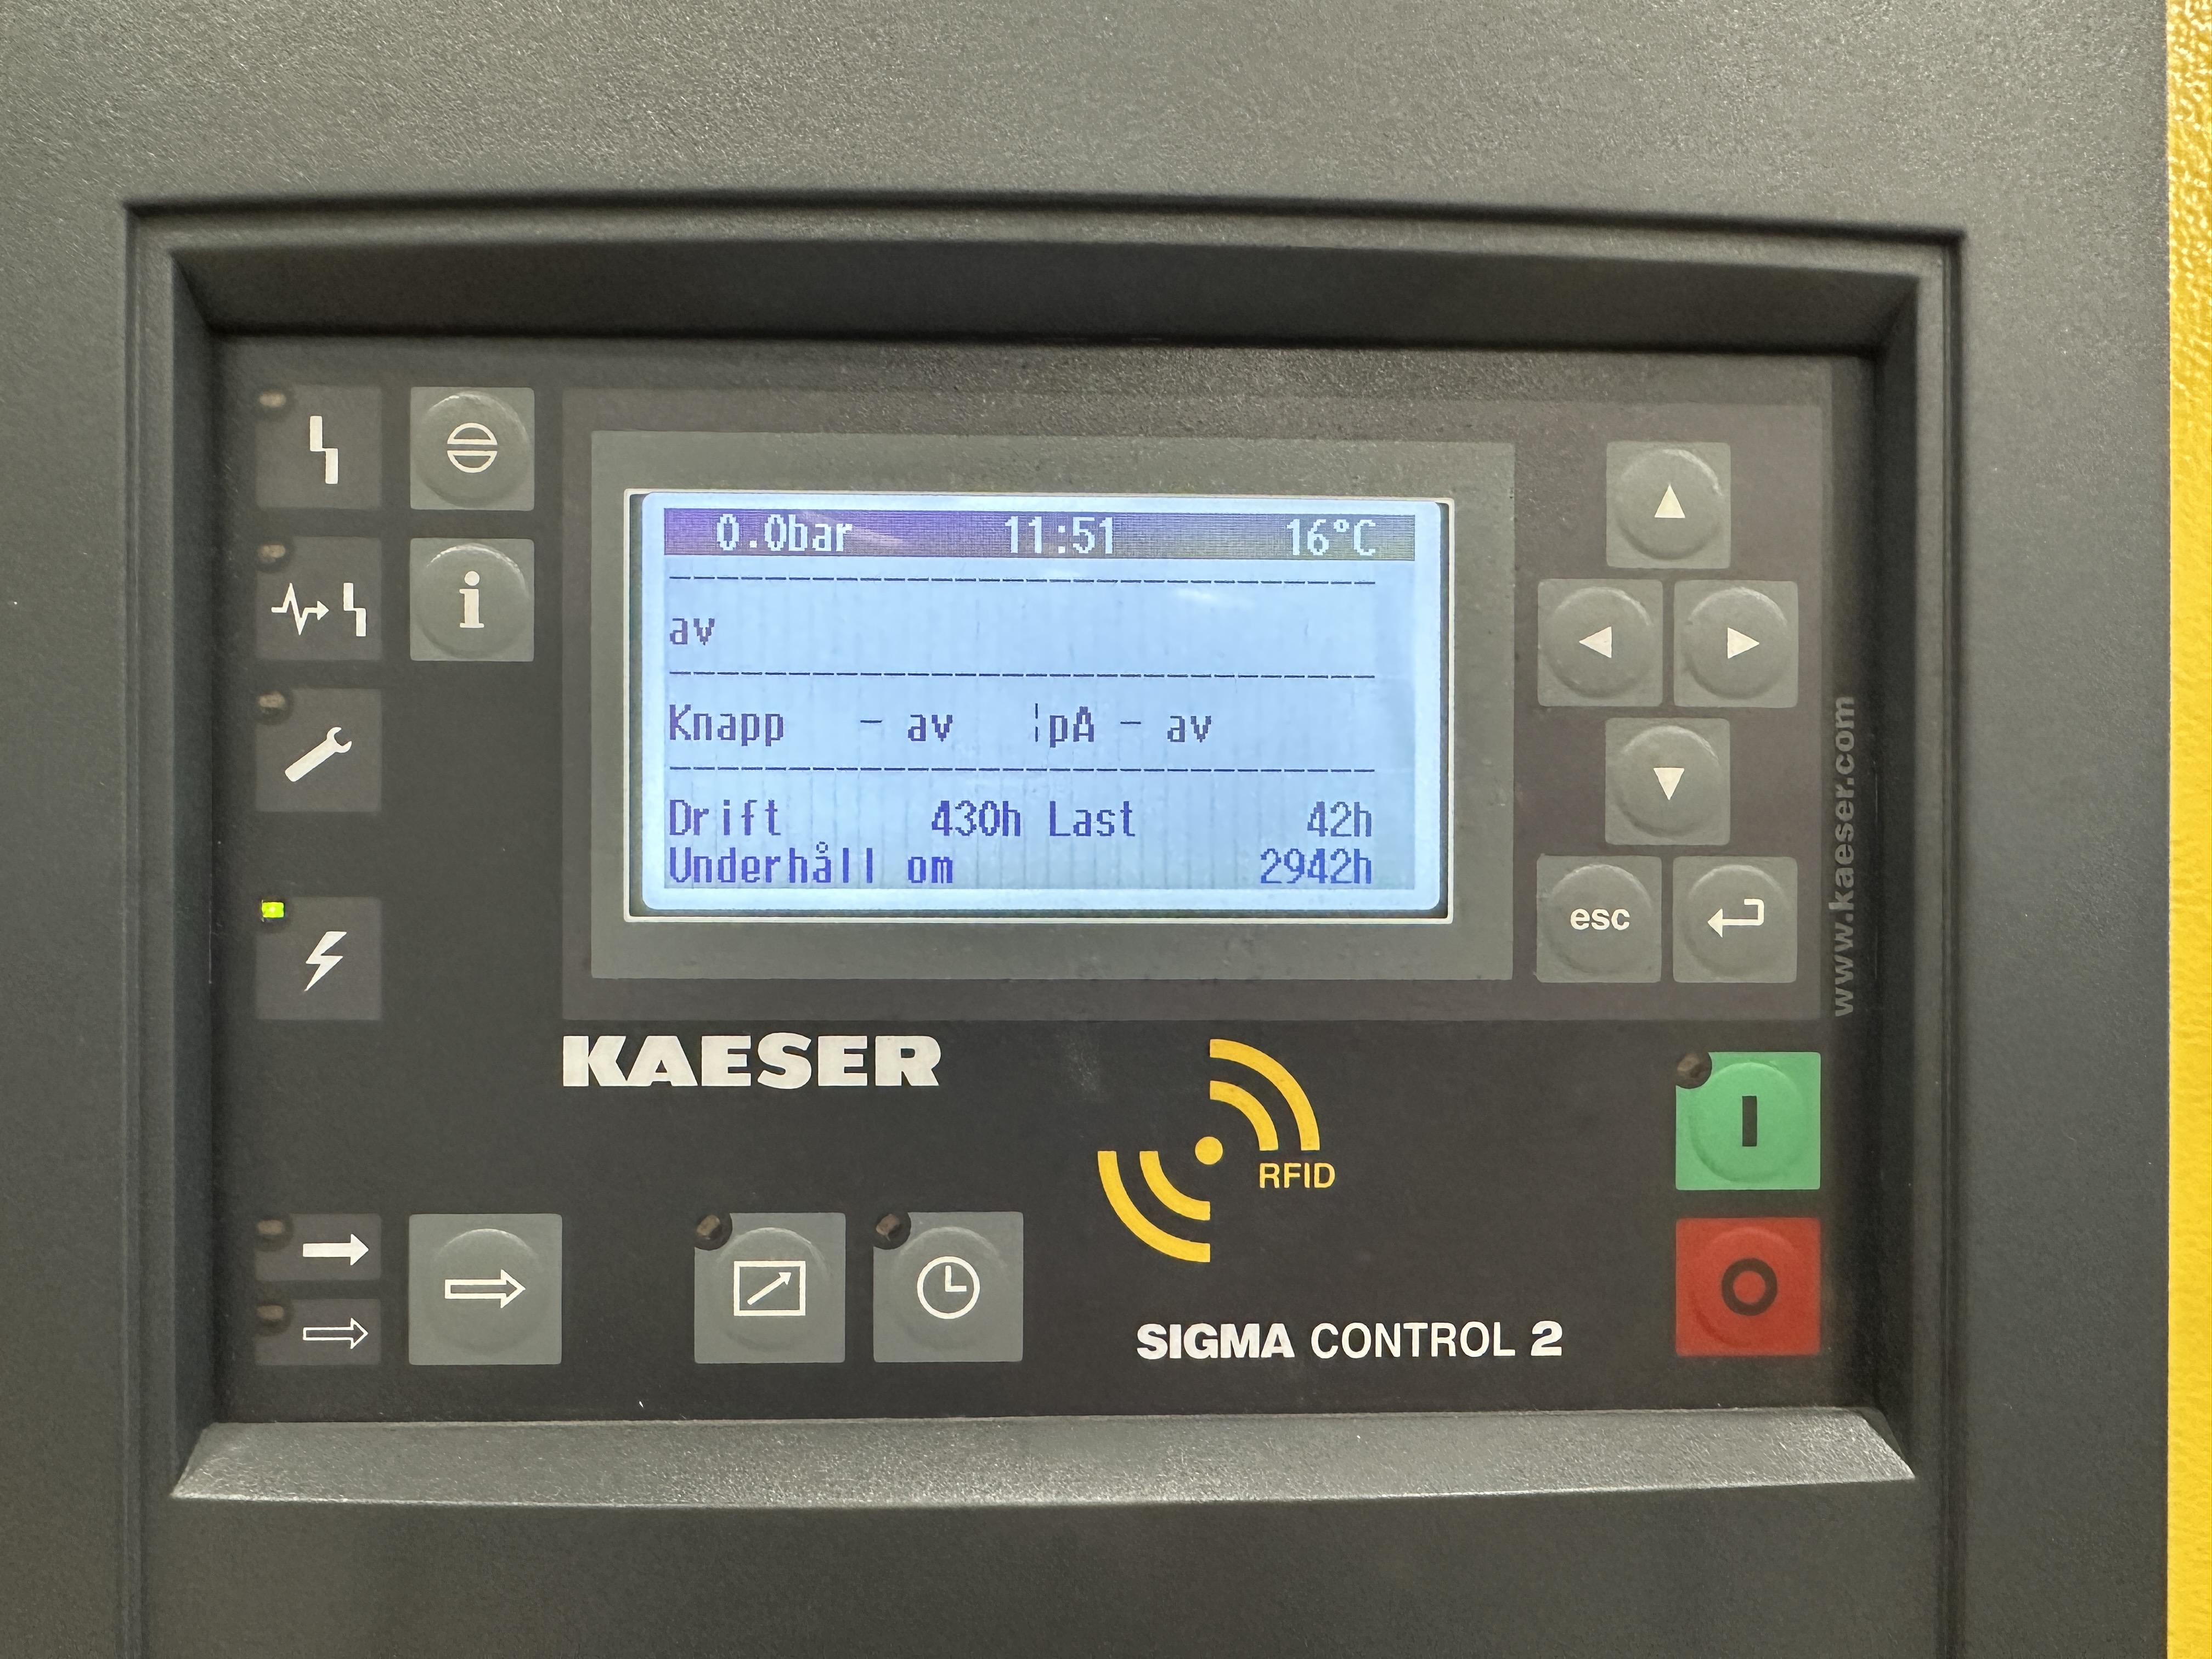 0.0bar 11:51 16°C
av
Knapp - av ¦pA - av
Drift 430h Last 42h
Underhåll om 2942h
esc
www.kaeser.com
KAESER
RFID
SIGMA CONTROL 2